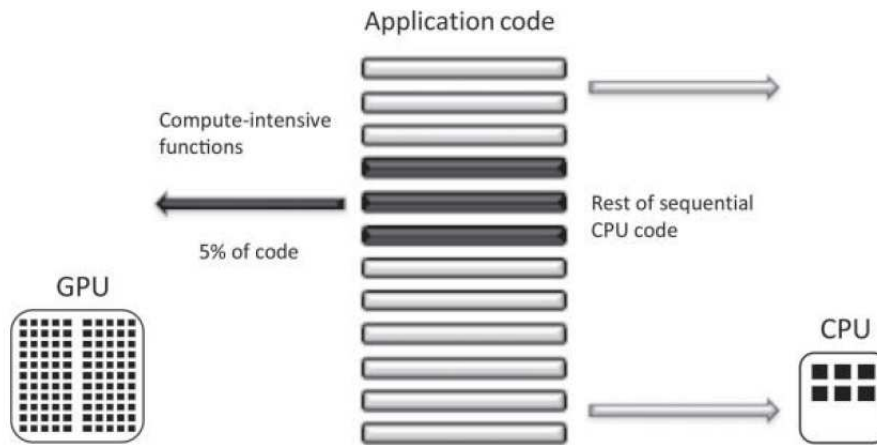 Application code
Compute-intensive
functions
5% of code
Rest of sequential
CPU code
GPU
CPU